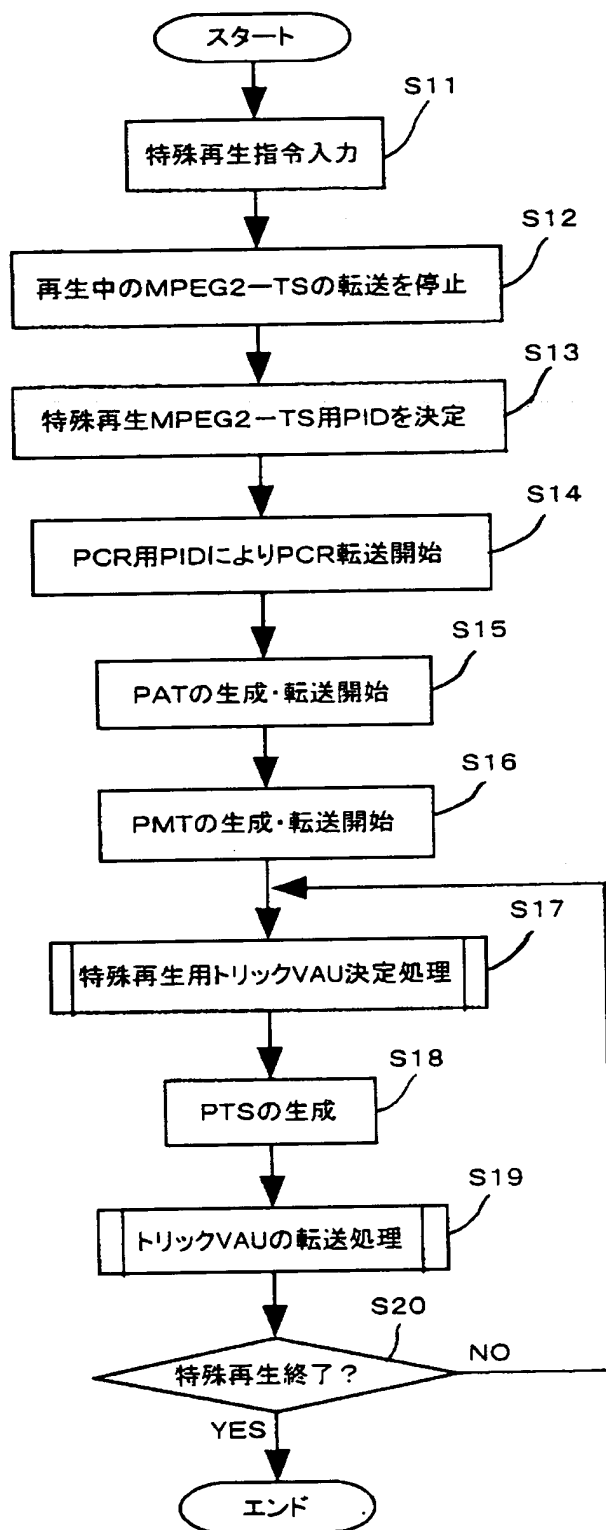 スタート
S11
特殊再生指令入力
S12
再生中のMPEG2ーTSの転送を停止
S13
特殊再生MPEG2ーTS用PIDを決定
S14
PCR用PIDによりPCR転送開始
S15
PATの生成・転送開始
S16
PMTの生成・転送開始
S17
特殊再生用トリックVAU決定処理
S18
PTSの生成
S19
トリックVAUの転送処理
S20
特殊再生終了？
NO
YES
エンド